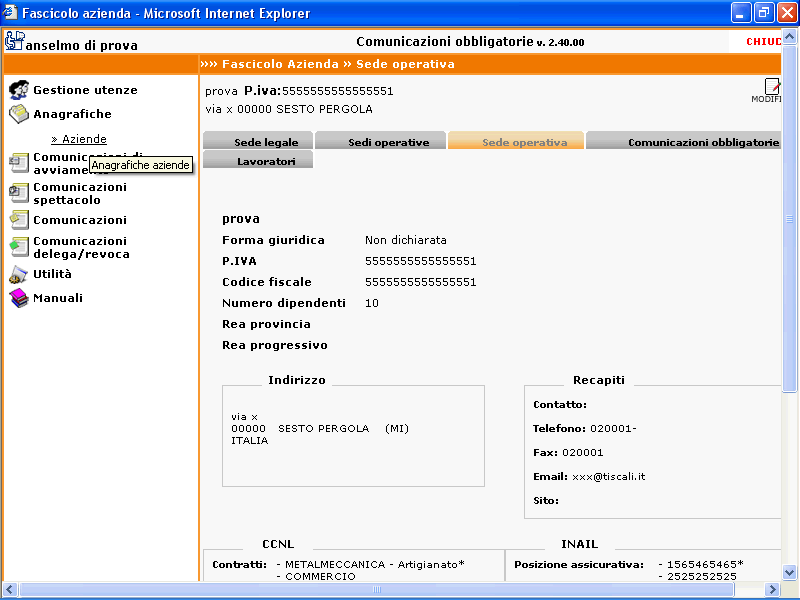 Fascicolo azienda - Microsoft Internet Explorer
anselmo di prova
Comunicazioni obbligatorie v. 2.40.00
CHIUD
»»» Fascicolo Azienda » Sede operativa
Gestione utenze
Anagrafiche
» Aziende
Comunicazioni di
avviame
Anagrafiche aziende
Comunicazioni
spettacolo
Comunicazioni
Comunicazioni
delega/revoca
Utilità
Manuali
prova P.iva:5555555555555551
via x 00000 SESTO PERGOLA
MODIFI
Sede legale
Sedi operative
Sede operativa
Comunicazioni obbligatorie
Lavoratori
prova
Forma giuridica Non dichiarata
P.IVA 5555555555555551
Codice fiscale 5555555555555551
Numero dipendenti 10
Rea provincia
Rea progressivo
Indirizzo
via x
00000 SESTO PERGOLA (MI)
ITALIA
Recapiti
Contatto:
Telefono: 020001-
Fax: 020001
Email: xxx@tiscali.it
Sito:
CCNL
Contratti: - METALMECCANICA - Artigianato*
- COMMERCIO
INAIL
Posizione assicurativa: - 1565465465*
- 2525252525